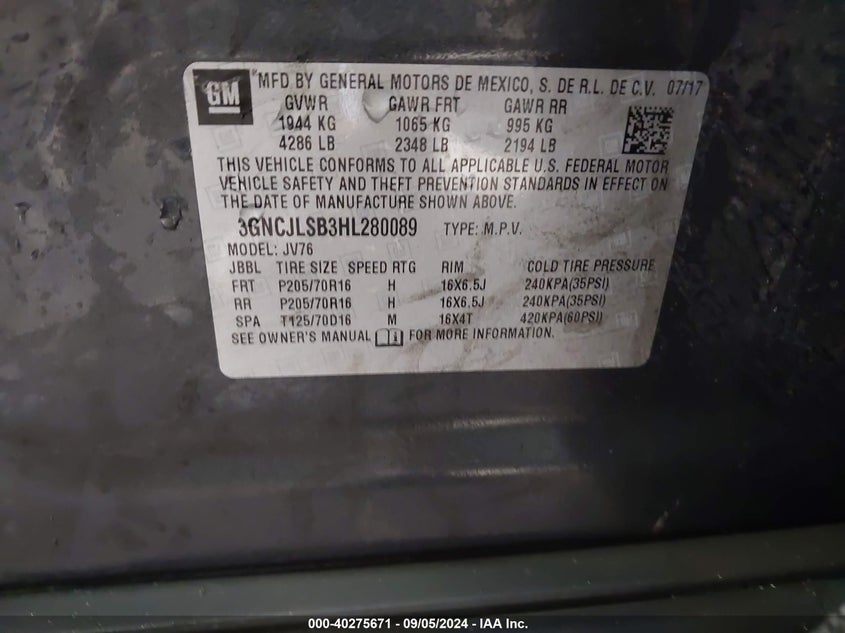 GM ® MFD BY GENERAL MOTORS DE MEXICO, S. DE R.L. DE C.V. 07/17
GVWR GAWR FRT GAWR RR
1944 KG 1065 KG 995 KG
4286 LB 2348 LB 2194 LB
THIS VEHICLE CONFORMS TO ALL APPLICABLE U.S. FEDERAL MOTOR
VEHICLE SAFETY AND THEFT PREVENTION STANDARDS IN EFFECT ON
THE DATE OF MANUFACTURE SHOWN ABOVE.
3GNCJLSB3HL280089 TYPE: M.P.V.
MODEL: JV76
JBBL TIRE SIZE SPEED RTG RIM COLD TIRE PRESSURE
FRT P205/70R16 H 16X6.5J 240KPA(35PSI)
RR P205/70R16 H 16X6.5J 240KPA(35PSI)
SPA T125/70D16 M 16X4T 420KPA(60PSI)
SEE OWNER'S MANUAL i FOR MORE INFORMATION.
000-40275671 - 09/05/2024 - IAA Inc.